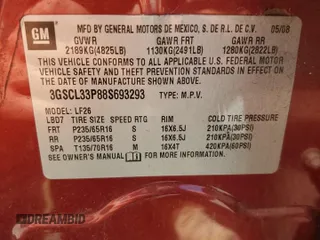 GM
MFD BY GENERAL MOTORS DE MEXICO, S. DE R.L. DE C.V. 05/08
GVWR GAWR FRT GAWR RR
2189KG(4825LB) 1130KG(2491LB) 1280KG(2822LB)
THIS VEHICLE CONFORMS TO ALL APPLICABLE U.S. FEDERAL MOTOR
VEHICLE SAFETY, BUMPER, AND THEFT PREVENTION STANDARDS
IN EFFECT ON THE DATE OF MANUFACTURE SHOWN ABOVE.
3GSCL33P88S693293 TYPE: M.P.V.
MODEL: LF26
LBD7 TIRE SIZE SPEED RTG RIM COLD TIRE PRESSURE
FRT P235/65R16 S 16X6.5J 210KPA(30PSI)
RR P235/65R16 S 16X6.5J 210KPA(30PSI)
SPA T135/70R16 M 16X4T 420KPA(60PSI)
SEE OWNER'S MANUAL FOR ADDITIONAL INFORMATION
DREAMBID